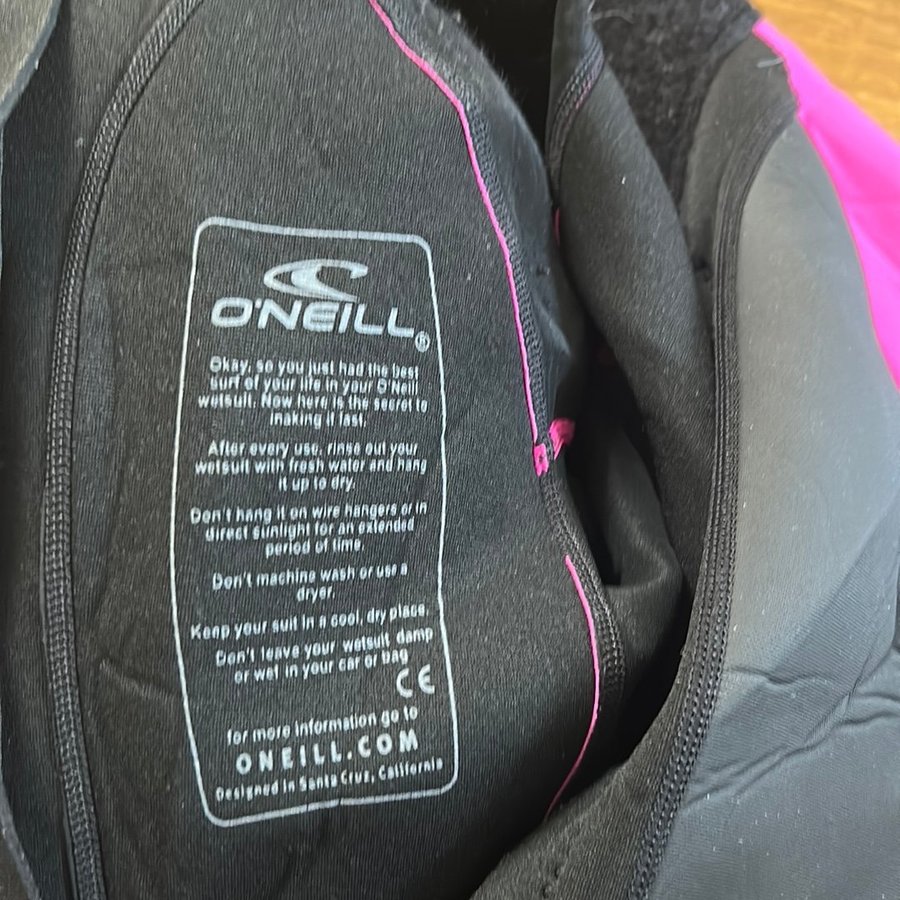 O'NEILL®
Okay, so you just had the best
surf of your life in your O'Neill
wetsuit. Now here is the secret to
making it last.
After every use, rinse out your
wetsuit with fresh water and hang
it up to dry.
Don't hang it on wire hangers or in
direct sunlight for an extended
period of time.
Don't machine wash or use a
dryer.
Keep your suit in a cool, dry place.
Don't leave your wetsuit damp
or wet in your car or bag
CE
for more information go to
ONEILL.COM
Designed in Santa Cruz, California